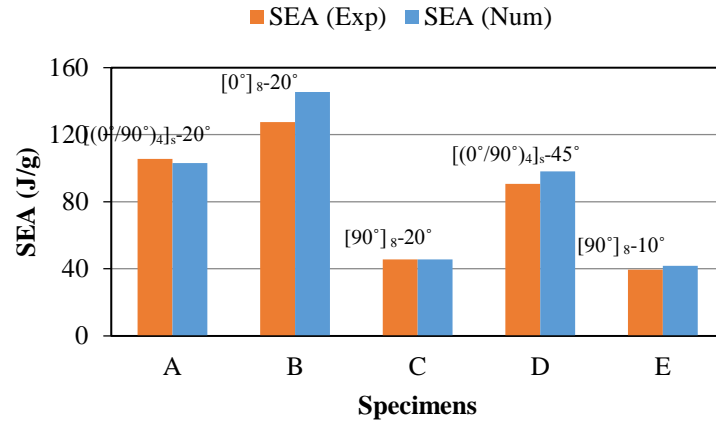 SEA (Exp) SEA (Num)
SEA (J/g)
160
120
80
40
0
[(0°/90°)₄]ₛ-20°
[0°]₈-20°
[90°]₈-20°
[(0°/90°)₄]ₛ-45°
[90°]₈-10°
A B C D E
Specimens